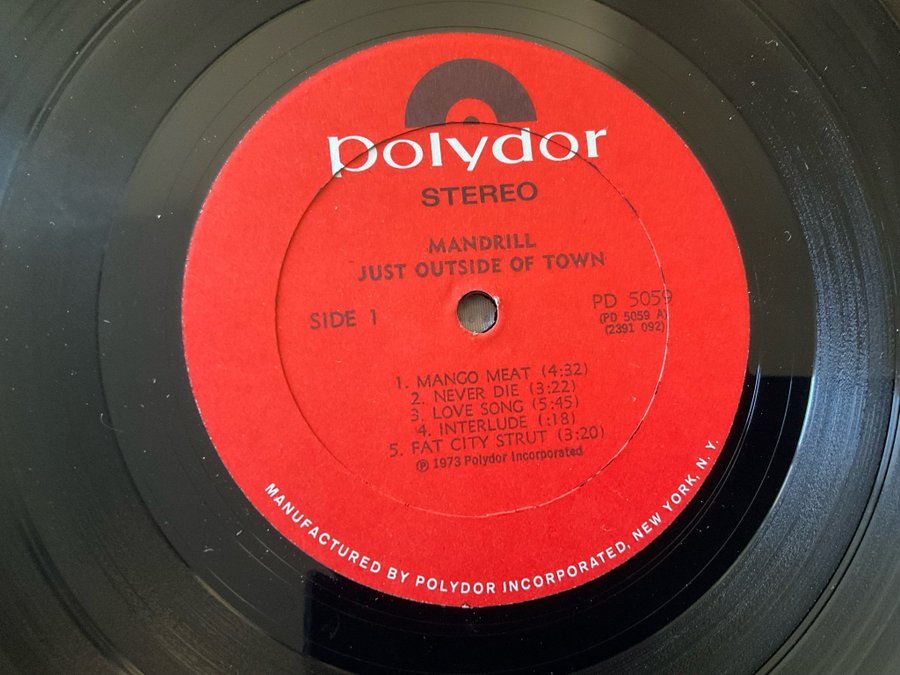 polydor
STEREO
MANDRILL
JUST OUTSIDE OF TOWN
SIDE 1
PD 5059
(PD 5059 A)
(2391 092)
1. MANGO MEAT (4:32)
2. NEVER DIE (3:22)
3. LOVE SONG (5:45)
4. INTERLUDE (:18)
5. FAT CITY STRUT (3:20)
℗ 1973 Polydor Incorporated
MANUFACTURED BY POLYDOR INCORPORATED, NEW YORK, N. Y.